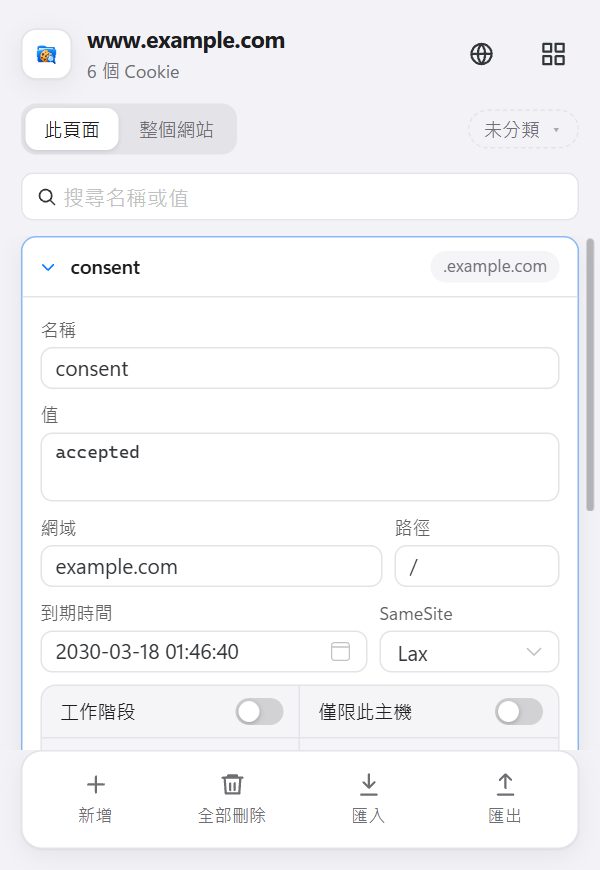 www.example.com
6 個 Cookie
此頁面
整個網站
未分類
搜尋名稱或值
consent
.example.com
名稱
consent
值
accepted
網域
路徑
example.com
/
到期時間
SameSite
2030-03-18 01:46:40
Lax
工作階段
僅限此主機
新增
全部刪除
匯入
匯出